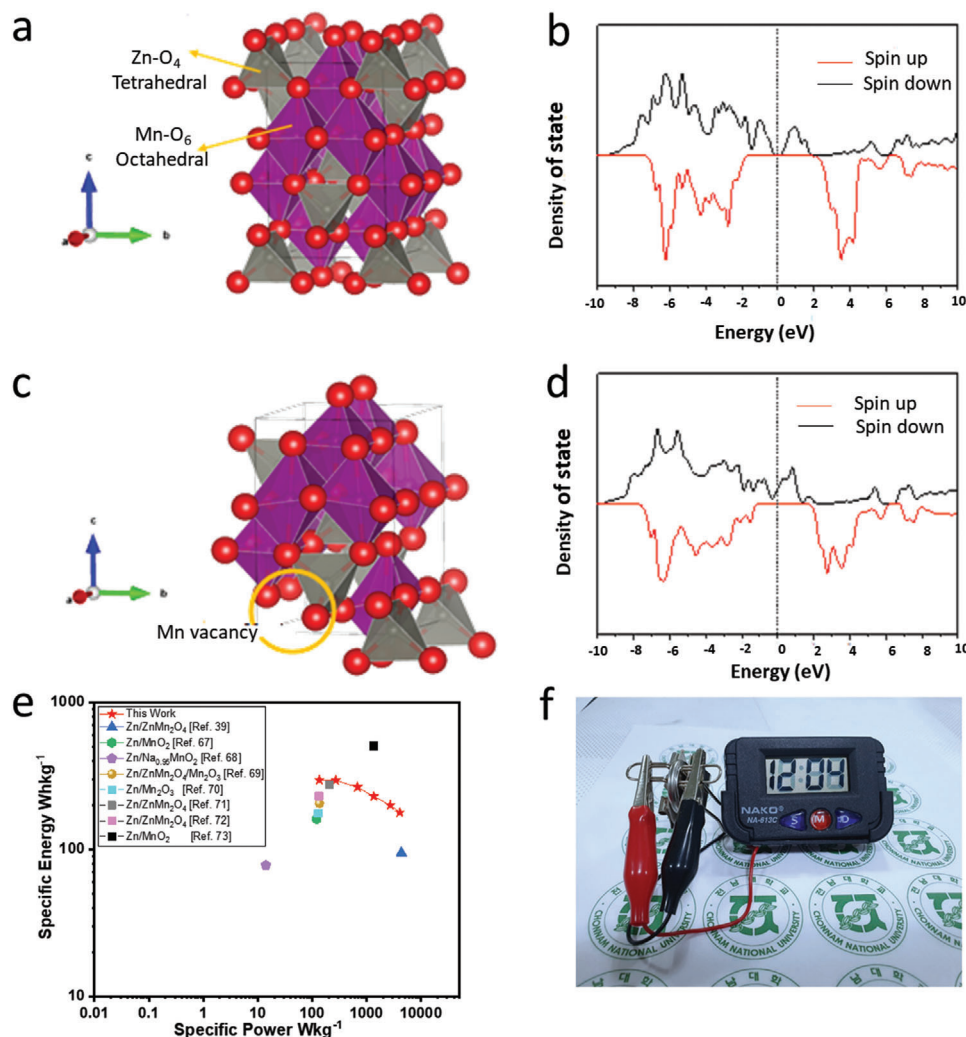 a
Zn-O₄
Tetrahedral
Mn-O₆
Octahedral
c
a
b
b
Spin up
Spin down
Density of state
-10 -8 -6 -4 -2 0 2 4 6 8 10
Energy (eV)
c
Mn vacancy
c
a
b
d
Spin up
Spin down
Density of state
-10 -8 -6 -4 -2 0 2 4 6 8 10
Energy (eV)
e
1000
100
10
Specific Energy Whkg⁻¹
This Work
Zn/ZnMn₂O₄ [Ref. 39]
Zn/MnO₂ [Ref. 67]
Zn/Na₀.₉₅MnO₂ [Ref. 68]
Zn/ZnMn₂O₄/Mn₂O₃ [Ref. 69]
Zn/Mn₂O₃ [Ref. 70]
Zn/ZnMn₂O₄ [Ref. 71]
Zn/ZnMn₂O₄ [Ref. 72]
Zn/MnO₂ [Ref. 73]
0.01 0.1 1 10 100 1000 10000
Specific Power Wkg⁻¹
f
12:04
NAKO®
NA-613C
S M
CHONNAM NATIONAL UNIVERSITY